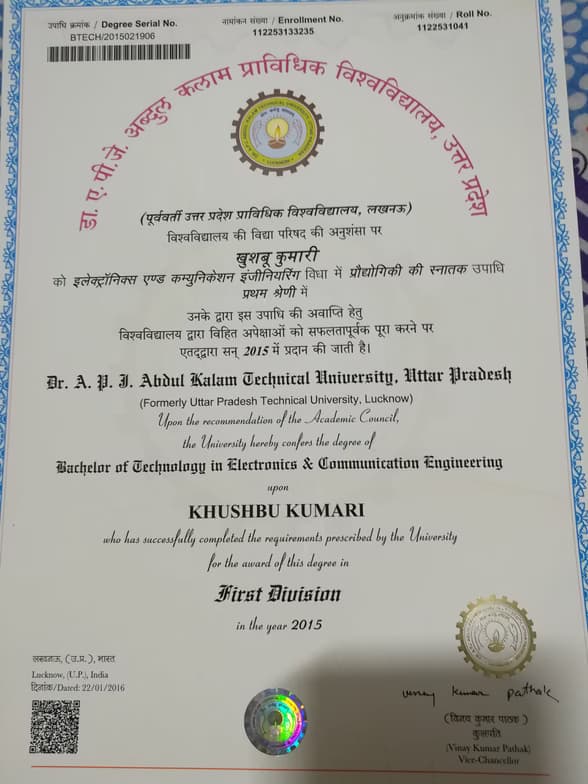 उपाधि क्रमांक / Degree Serial No.
BTECH/2015021906
नामांकन संख्या / Enrollment No.
112253133235
अनुक्रमांक संख्या / Roll No.
1122531041
डा. ए. पी. जे. अब्दुल कलाम प्राविधिक विश्वविद्यालय, उत्तर प्रदेश
(पूर्ववर्ती उत्तर प्रदेश प्राविधिक विश्वविद्यालय, लखनऊ)
विश्वविद्यालय की विद्या परिषद की अनुशंसा पर
खुशबू कुमारी
को इलेक्ट्रॉनिक्स एण्ड कम्युनिकेशन इंजीनियरिंग विधा में प्रौद्योगिकी की स्नातक उपाधि
प्रथम श्रेणी में
उनके द्वारा इस उपाधि की अवाप्ति हेतु
विश्वविद्यालय द्वारा विहित अपेक्षाओं को सफलतापूर्वक पूरा करने पर
एतद्द्वारा सन् 2015 में प्रदान की जाती है।
Dr. A. P. J. Abdul Kalam Technical University, Uttar Pradesh
(Formerly Uttar Pradesh Technical University, Lucknow)
Upon the recommendation of the Academic Council,
the University hereby confers the degree of
Bachelor of Technology in Electronics & Communication Engineering
upon
KHUSHBU KUMARI
who has successfully completed the requirements prescribed by the University
for the award of this degree in
First Division
in the year 2015
लखनऊ, (उ.प्र.), भारत
Lucknow, (U.P.), India
दिनांक/Dated: 22/01/2016
vinay kumar pathak
(विनय कुमार पाठक)
कुलपति
(Vinay Kumar Pathak)
Vice-Chancellor